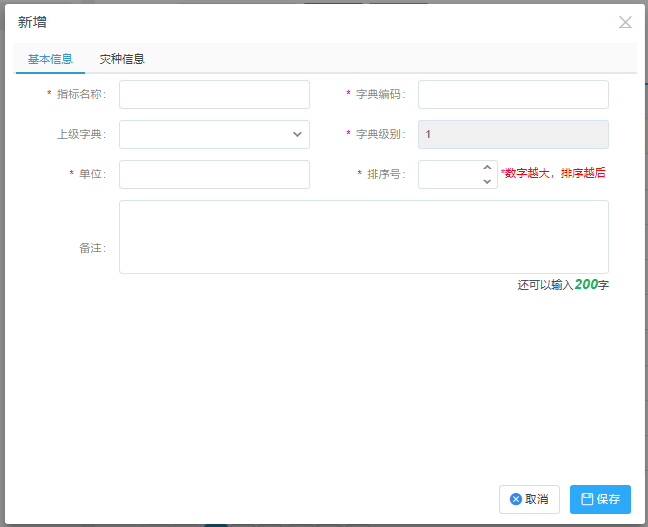 新增
基本信息 灾种信息
* 指标名称: * 字典编码:
上级字典: * 字典级别: 1
* 单位: * 排序号: *数字越大，排序越后
备注:
还可以输入200字
取消 保存